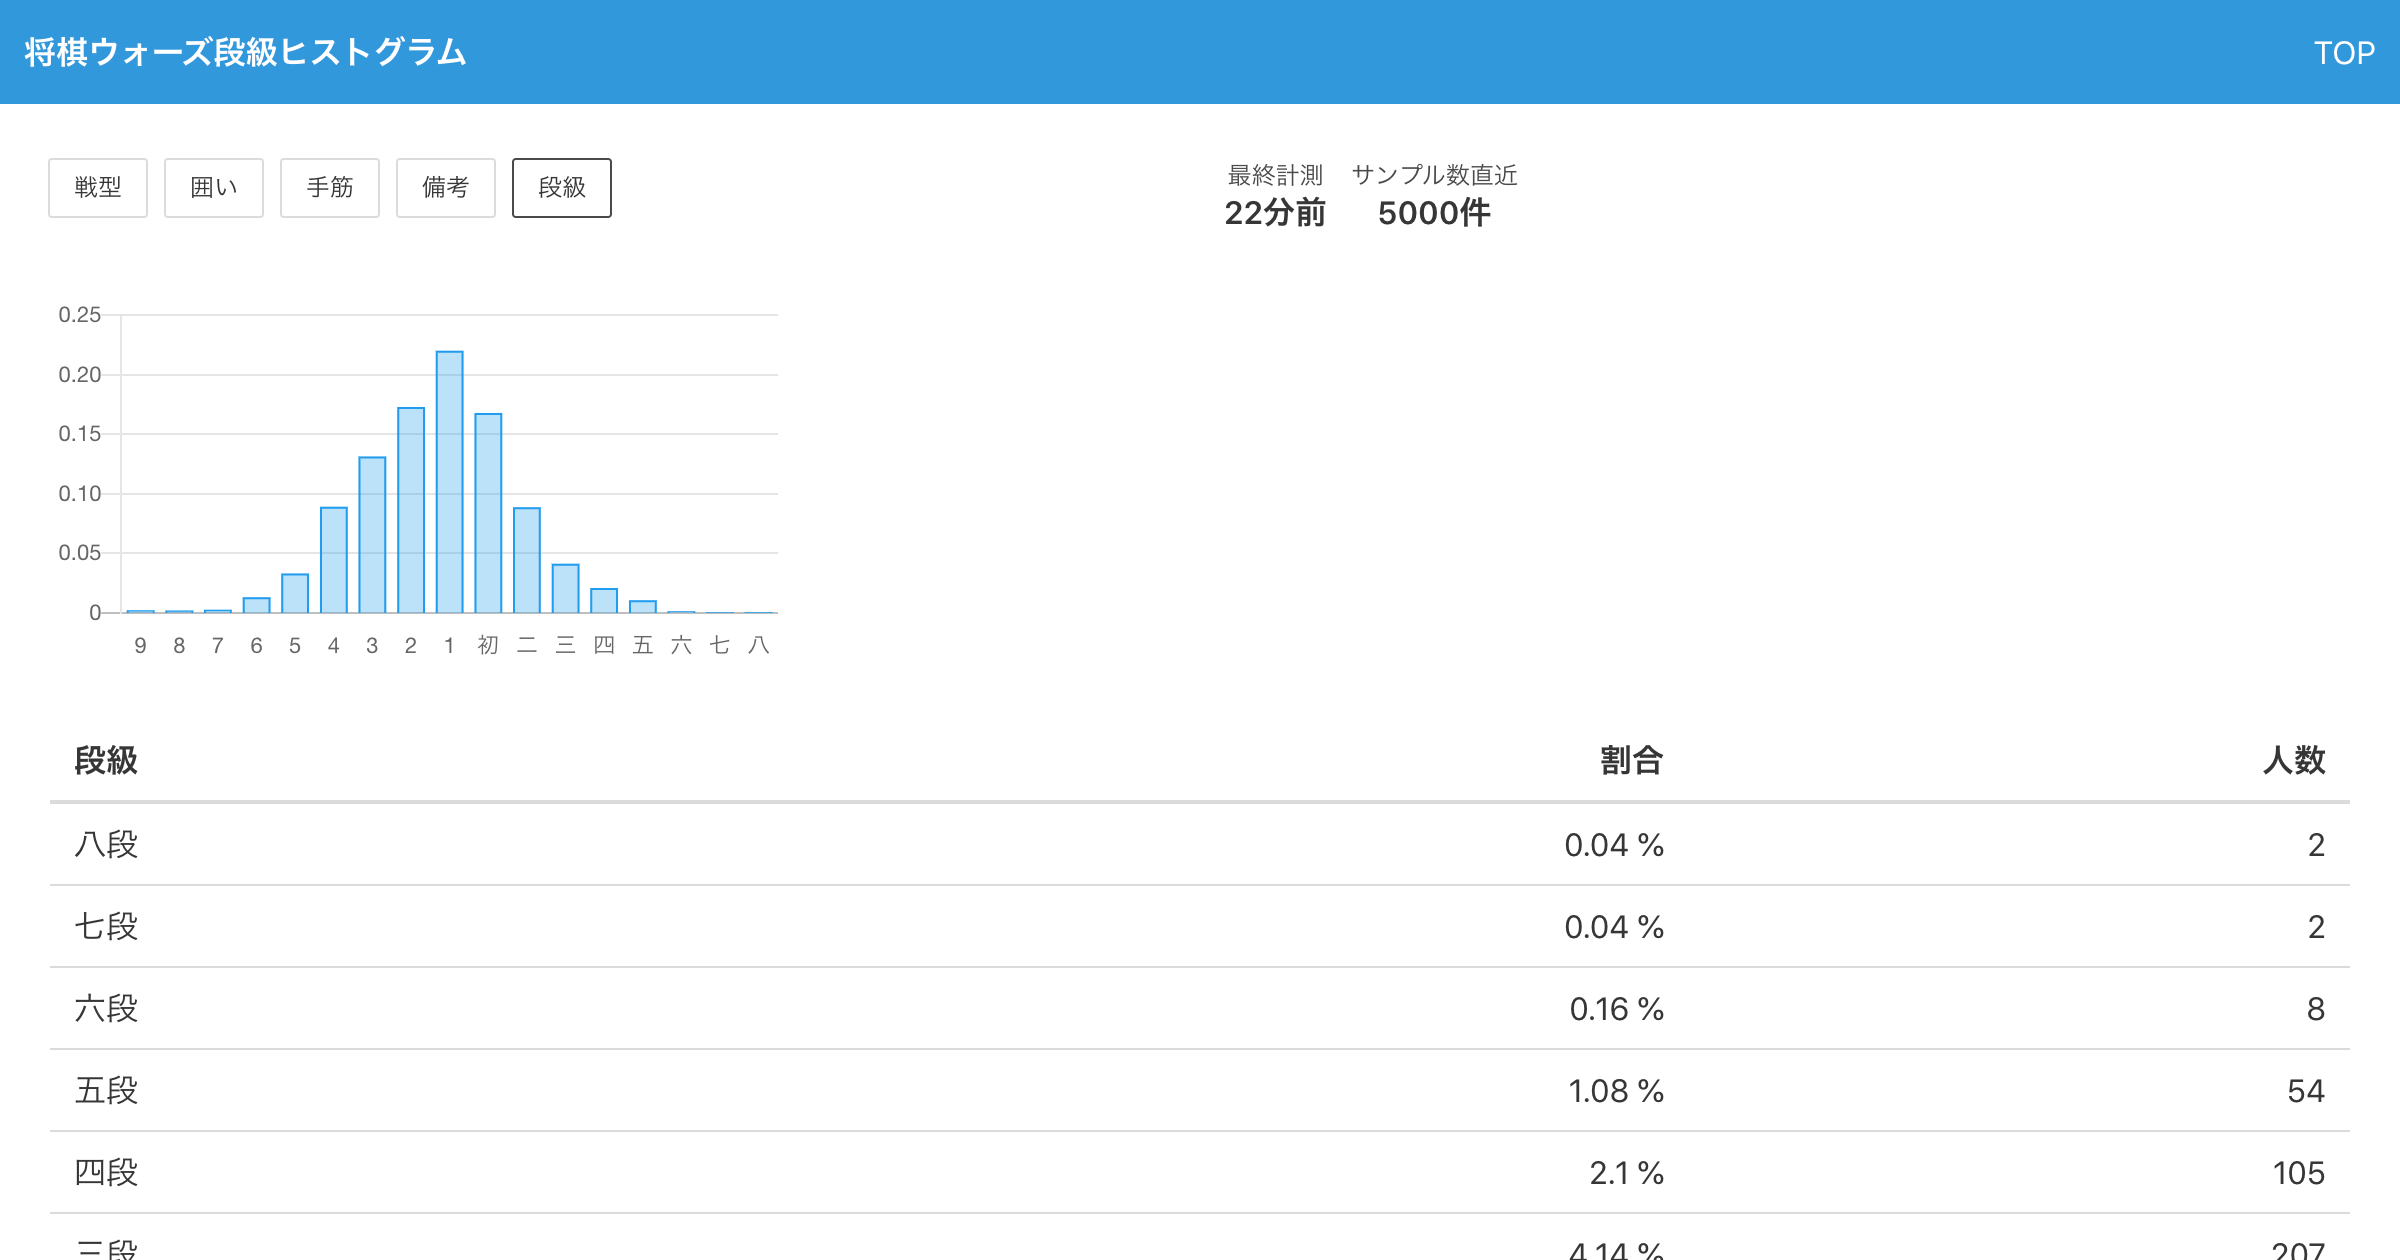 将棋ウォーズ段級ヒストグラム TOP
戦型 囲い 手筋 備考 段級
最終計測 サンプル数直近
22分前 5000件
0.25
0.20
0.15
0.10
0.05
0
9 8 7 6 5 4 3 2 1 初 二 三 四 五 六 七 八
段級 割合 人数
八段 0.04 % 2
七段 0.04 % 2
六段 0.16 % 8
五段 1.08 % 54
四段 2.1 % 105
三段 4.14 % 207